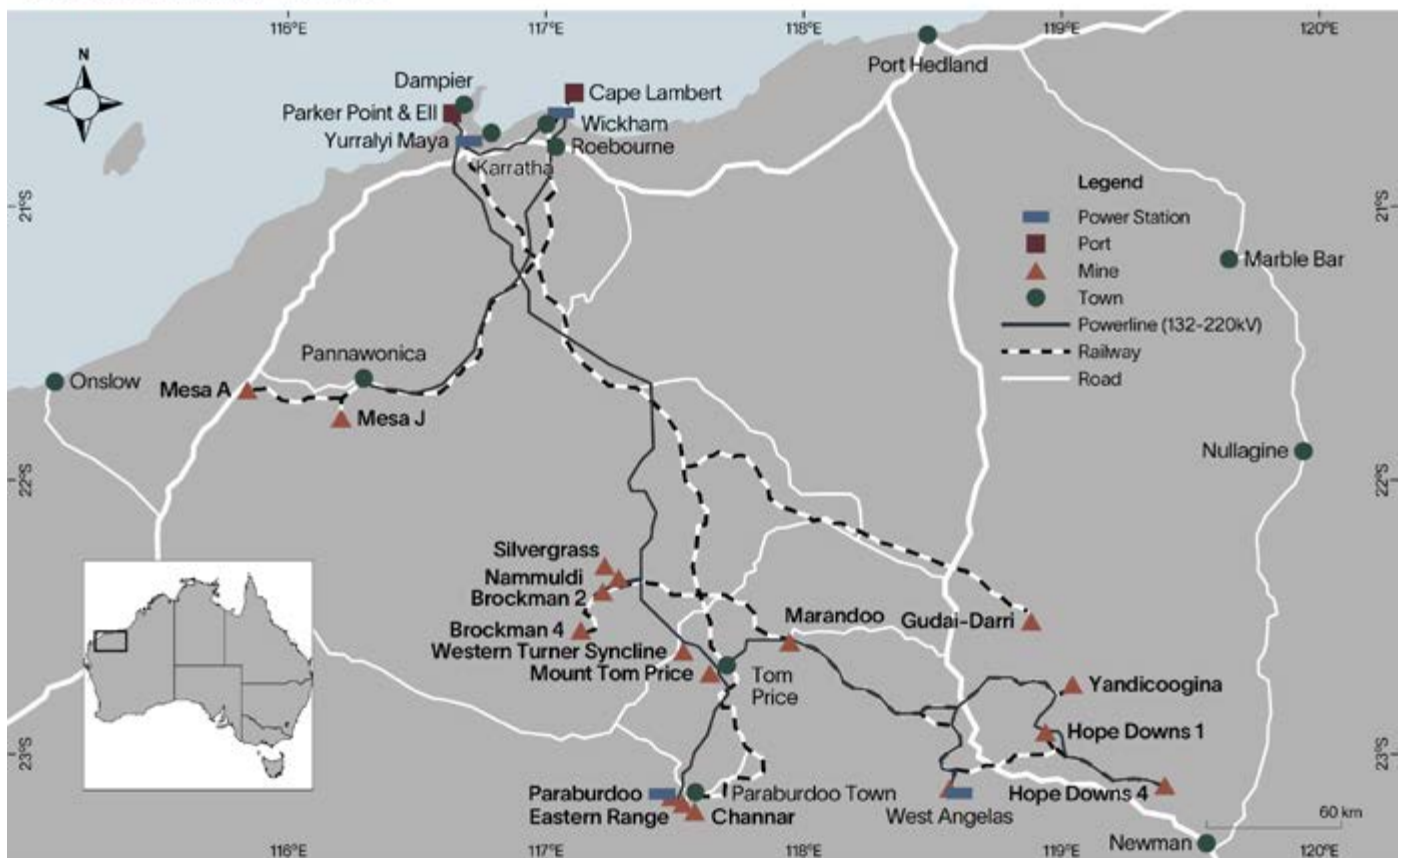 116°E 117°E 118°E 119°E 120°E
N
Port Hedland
Dampier
Cape Lambert
Parker Point & EII
Wickham
Yurralyi Maya
Roebourne
Karratha
21°S
21°S
Legend
Power Station
Port
Mine
Town
Powerline (132-220kV)
Railway
Road
Marble Bar
Pannawonica
Onslow
Mesa A
Mesa J
Nullagine
22°S
22°S
Silvergrass
Nammuldi
Brockman 2
Brockman 4
Marandoo
Gudai-Darri
Western Turner Syncline
Mount Tom Price
Tom
Price
Yandicoogina
Hope Downs 1
23°S
23°S
Paraburdoo
Paraburdoo Town
Hope Downs 4
Eastern Range
Channar
West Angelas
60 km
Newman
116°E 117°E 118°E 119°E 120°E